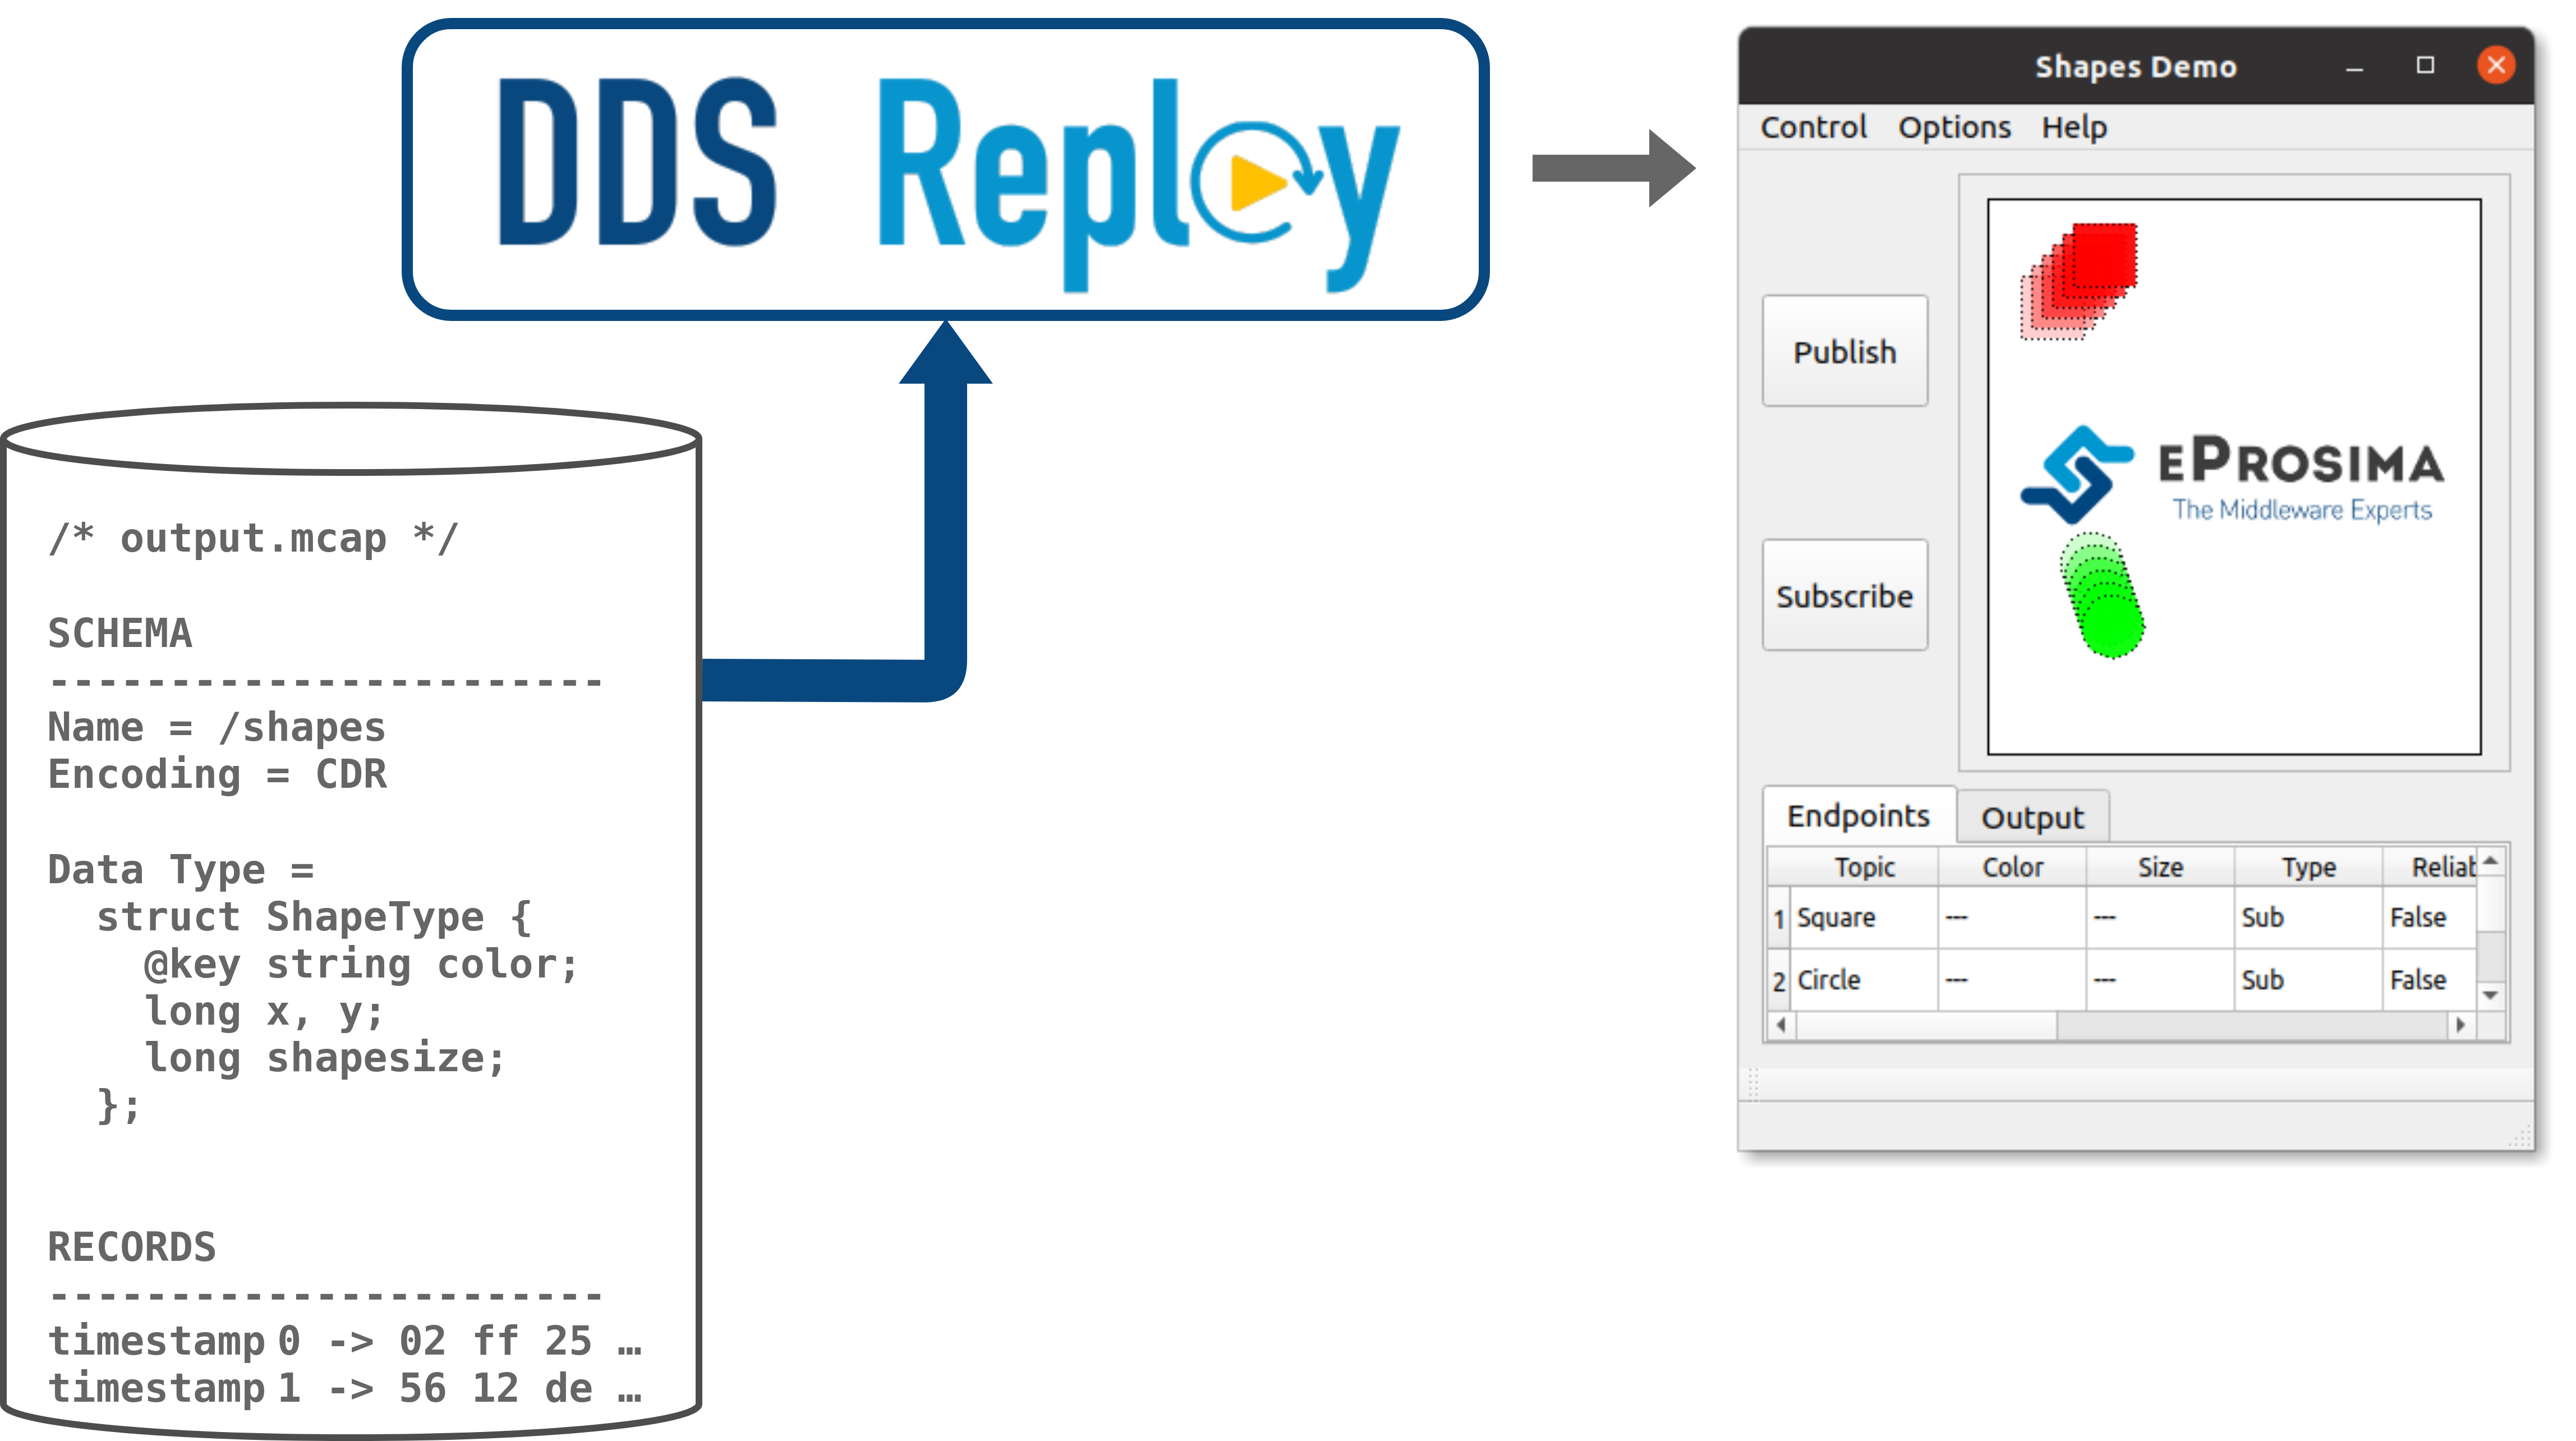 DDS Replay
/* output.mcap */
SCHEMA
-----------------------
Name = /shapes
Encoding = CDR
Data Type =
struct ShapeType {
@key string color;
long x, y;
long shapesize;
};
RECORDS
-----------------------
timestamp 0 -> 02 ff 25 …
timestamp 1 -> 56 12 de …
Shapes Demo
Control Options Help
Publish
Subscribe
EPROSIMA
The Middleware Experts
Endpoints Output
Topic Color Size Type Reliat
1 Square --- --- Sub False
2 Circle --- --- Sub False